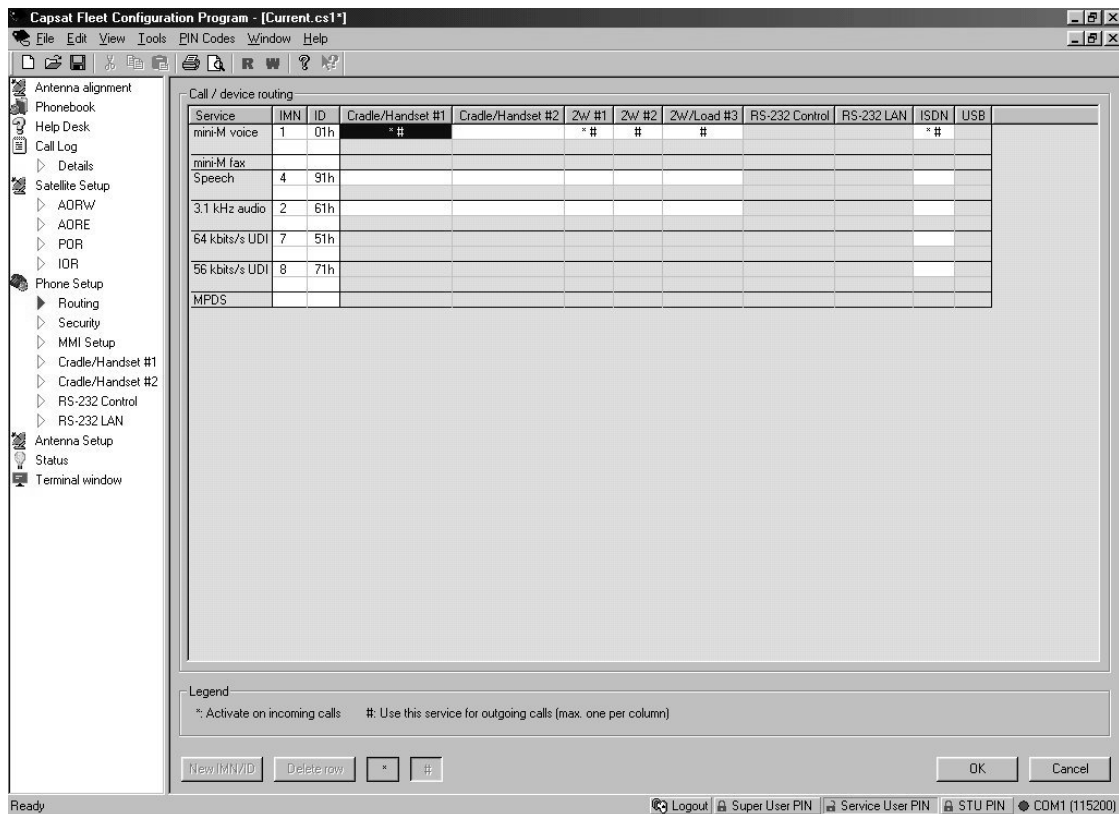 Capsat Fleet Configuration Program - [Current.cs1*]
File Edit View Tools PIN Codes Window Help
R W ?
Antenna alignment
Phonebook
Help Desk
Call Log
Details
Satellite Setup
AORW
AORE
POR
IOR
Phone Setup
Routing
Security
MMI Setup
Cradle/Handset #1
Cradle/Handset #2
RS-232 Control
RS-232 LAN
Antenna Setup
Status
Terminal window
Call / device routing
Service IMN ID Cradle/Handset #1 Cradle/Handset #2 2W #1 2W #2 2W/Load #3 RS-232 Control RS-232 LAN ISDN USB
mini-M voice 1 01h * # * # # # * #
mini-M fax
Speech 4 91h
3.1 kHz audio 2 61h
64 kbits/s UDI 7 51h
56 kbits/s UDI 8 71h
MPDS
Legend
*: Activate on incoming calls #: Use this service for outgoing calls (max. one per column)
New IMN/ID Delete row * # OK Cancel
Ready Logout Super User PIN Service User PIN STU PIN COM1 (115200)